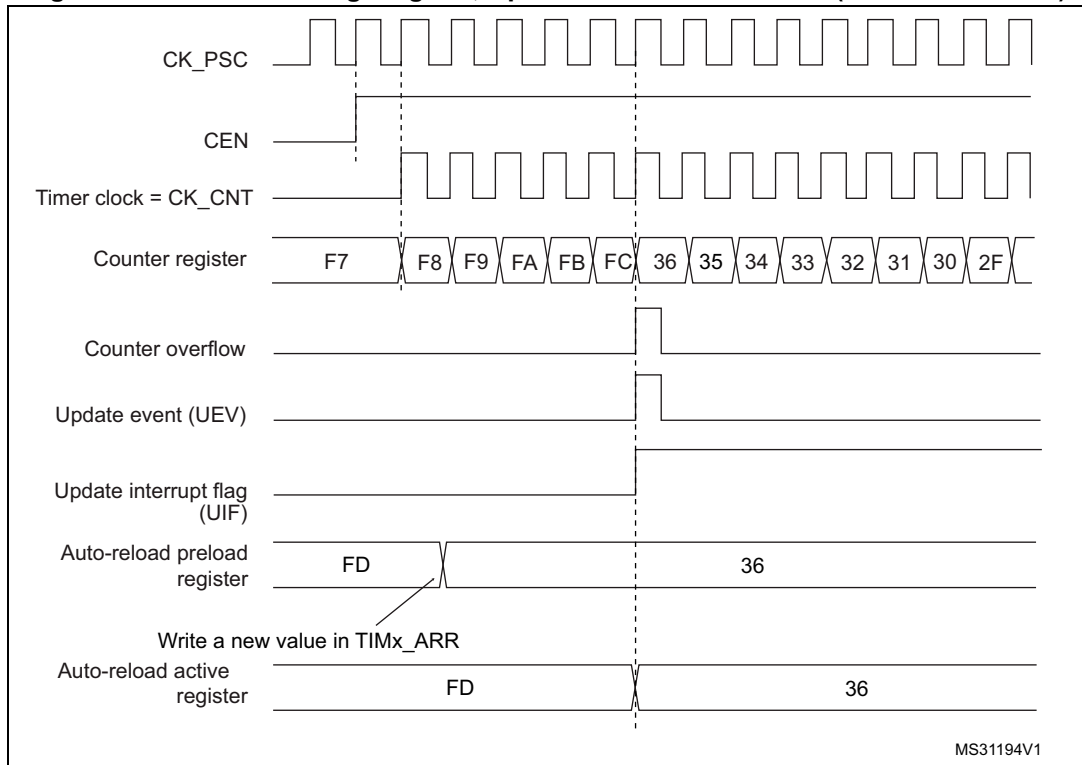 CK_PSC
CEN
Timer clock = CK_CNT
Counter register F7 F8 F9 FA FB FC 36 35 34 33 32 31 30 2F
Counter overflow
Update event (UEV)
Update interrupt flag
(UIF)
Auto-reload preload
register
FD 36
Write a new value in TIMx_ARR
Auto-reload active
register
FD 36
MS31194V1